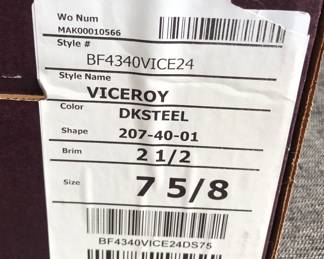 Wo Num
MAK00010566
Style #
BF4340VICE24
Style Name
VICEROY
Color
DKSTEEL
Shape
207-40-01
Brim
2 1/2
Size
7 5/8
BF4340VICE24DS75